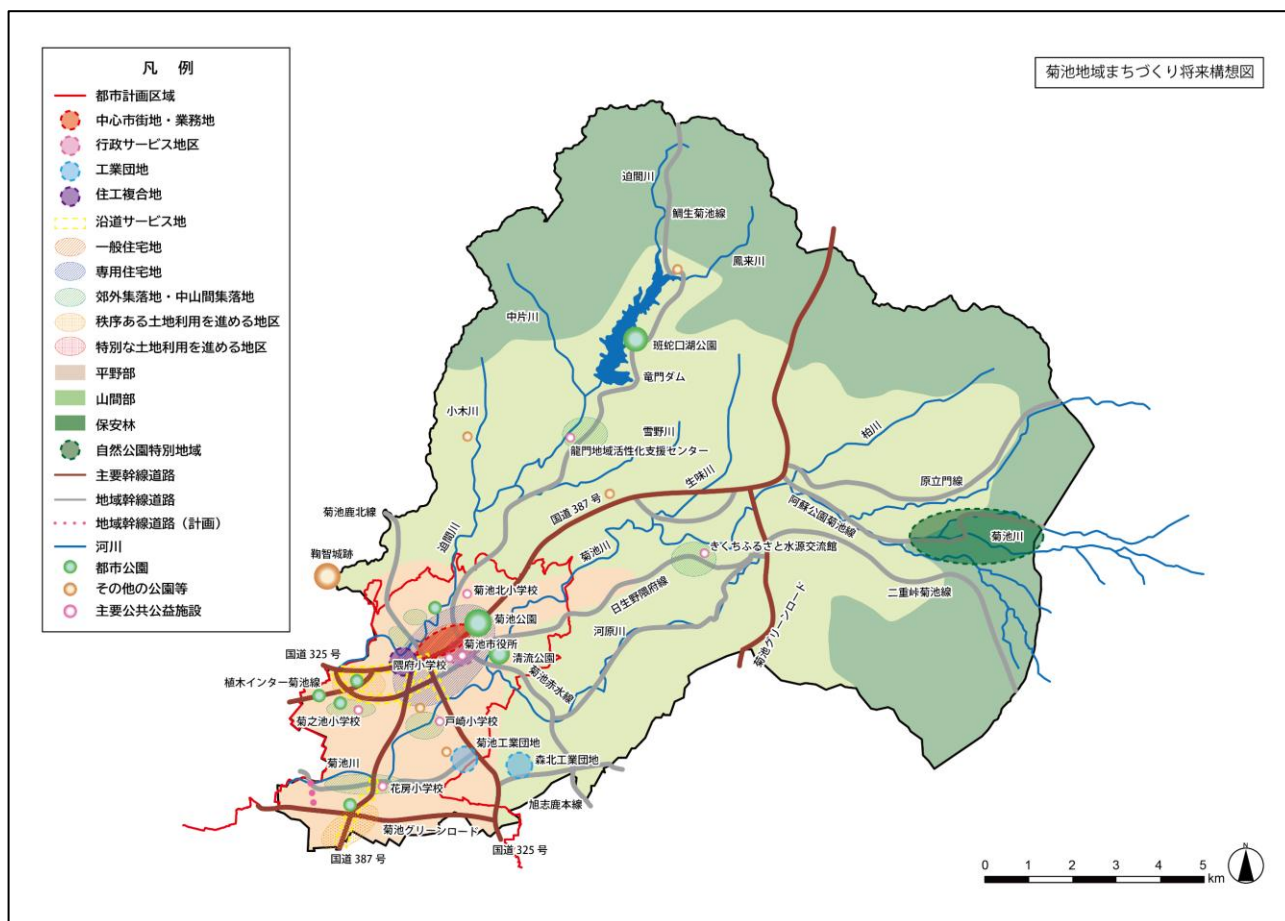 菊池地域まちづくり将来構想図
凡 例
都市計画区域
中心市街地・業務地
行政サービス地区
工業団地
住工複合地
沿道サービス地
一般住宅地
専用住宅地
郊外集落地・中山間集落地
秩序ある土地利用を進める地区
特別な土地利用を進める地区
平野部
山間部
保安林
自然公園特別地域
主要幹線道路
地域幹線道路
地域幹線道路（計画）
河川
都市公園
その他の公園等
主要公共公益施設
迫間川
鯛生菊池線
鳳来川
中片川
班蛇口湖公園
竜門ダム
小木川
雪野川
龍門地域活性化支援センター
柏川
生味川
原立門線
国道 387 号
阿蘇公園菊池線
菊池鹿北線
迫間川
菊池川
菊池川
きくちふるさと水源交流館
鞠智城跡
日生野隈府線
二重峠菊池線
菊池北小学校
河原川
菊池公園
菊池グリーンロード
菊池市役所
国道 325 号
隈府小学校
清流公園
植木インター菊池線
菊池赤水線
菊之池小学校
戸崎小学校
菊池工業団地
菊池川
森北工業団地
花房小学校
旭志鹿本線
菊池グリーンロード
国道 387 号
国道 325 号
N
0 1 2 3 4 5
km